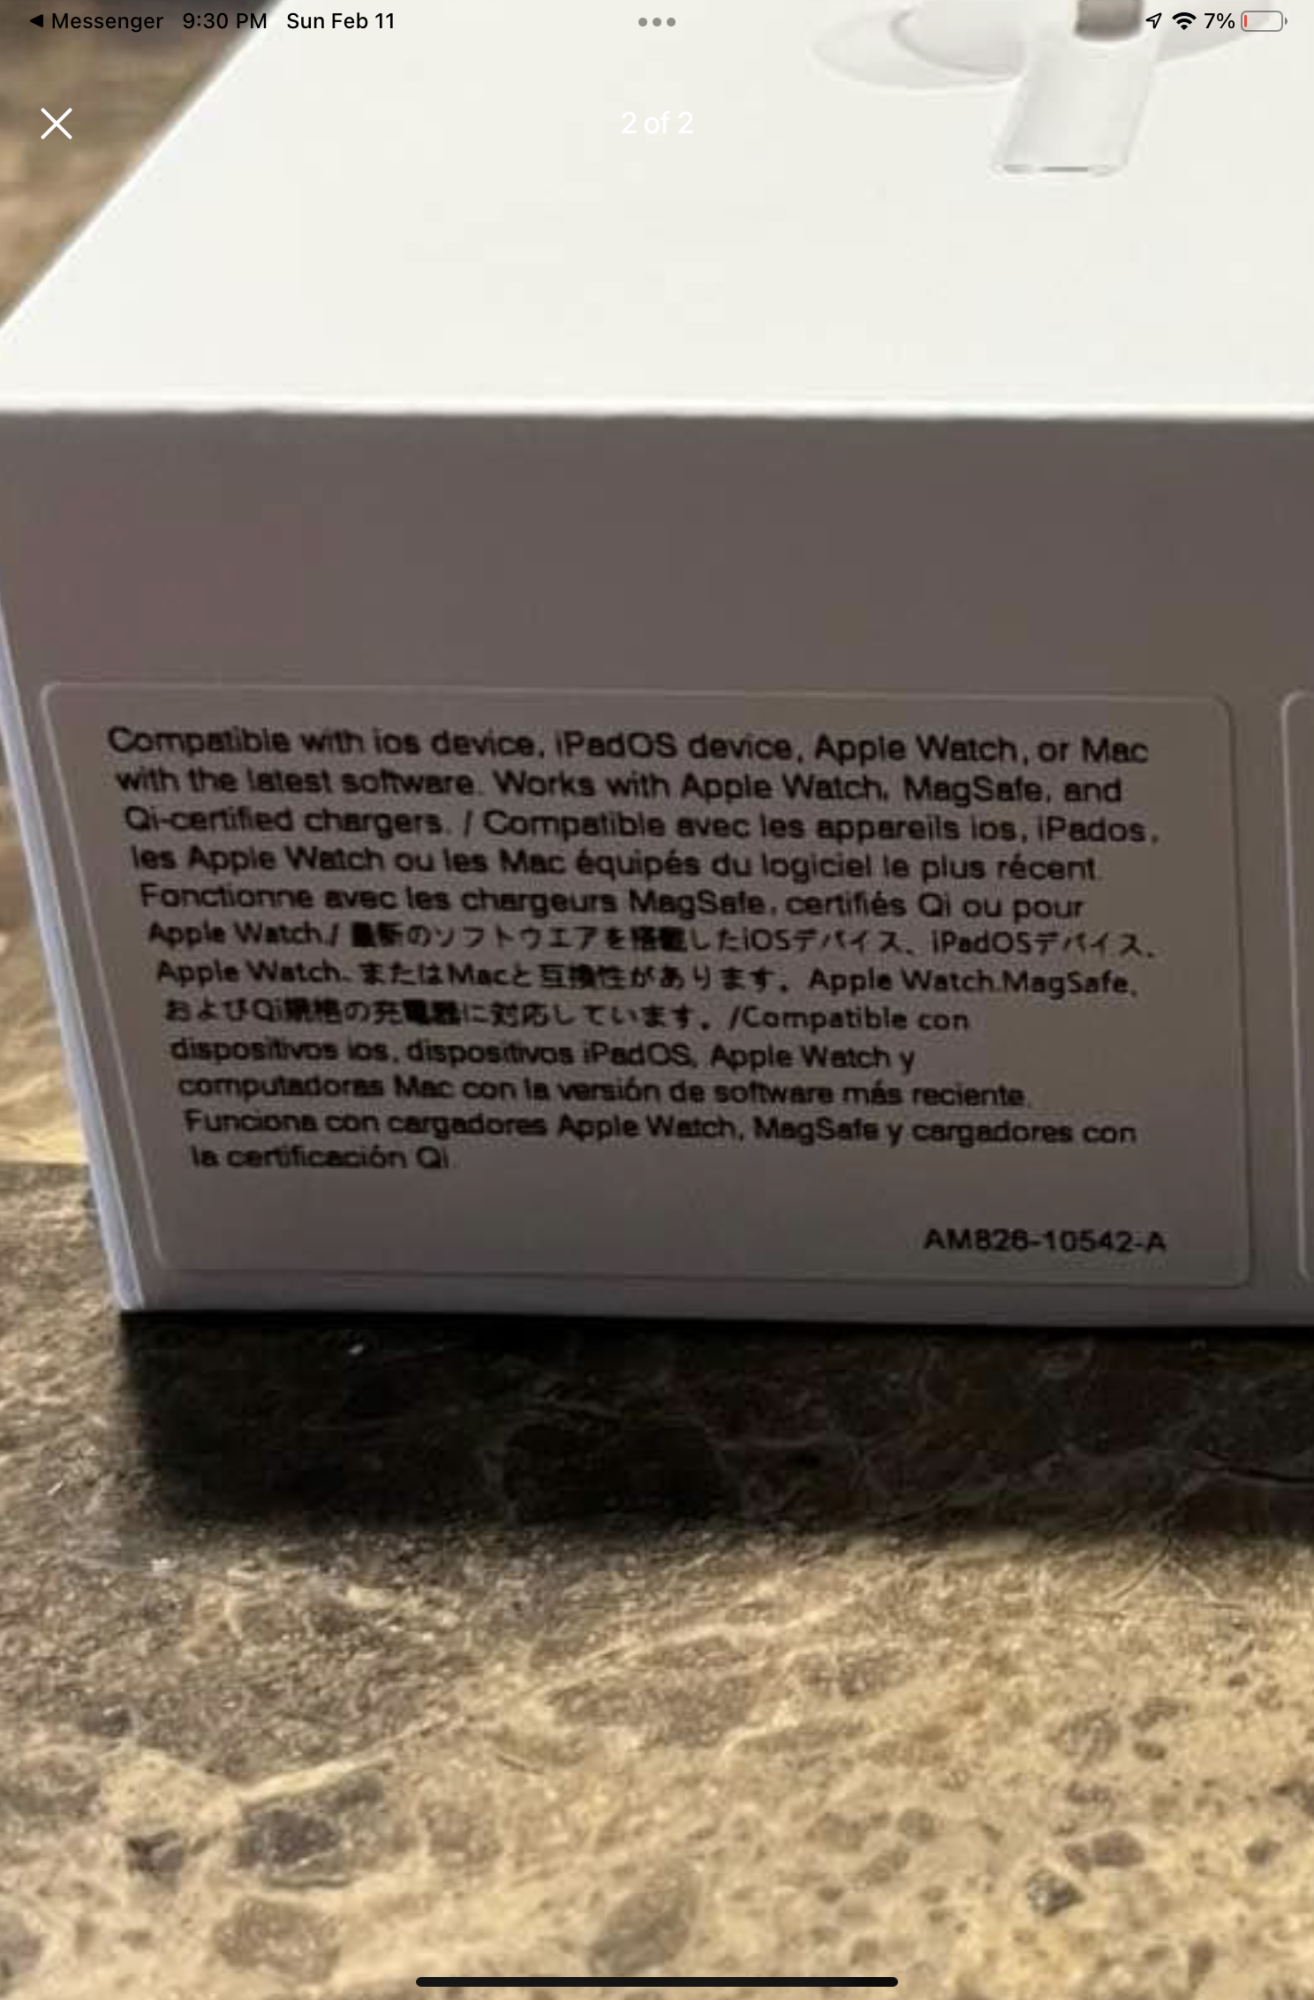 Messenger 9:30 PM Sun Feb 11
7%
2 of 2
Compatible with ios device, iPadOS device, Apple Watch, or Mac
with the latest software. Works with Apple Watch, MagSafe, and
Qi-certified chargers. / Compatible avec les appareils ios, iPados,
les Apple Watch ou les Mac équipés du logiciel le plus récent.
Fonctionne avec les chargeurs MagSafe, certifiés Qi ou pour
Apple Watch./ 最新のソフトウエアを搭載したiOSデバイス、iPadOSデバイス、
Apple Watch、またはMacと互換性があります。Apple Watch.MagSafe、
およびQi規格の充電器に対応しています。/Compatible con
dispositivos ios, dispositivos iPadOS, Apple Watch y
computadoras Mac con la versión de software más reciente.
Funciona con cargadores Apple Watch, MagSafe y cargadores con
la certificación Qi.
AM826-10542-A